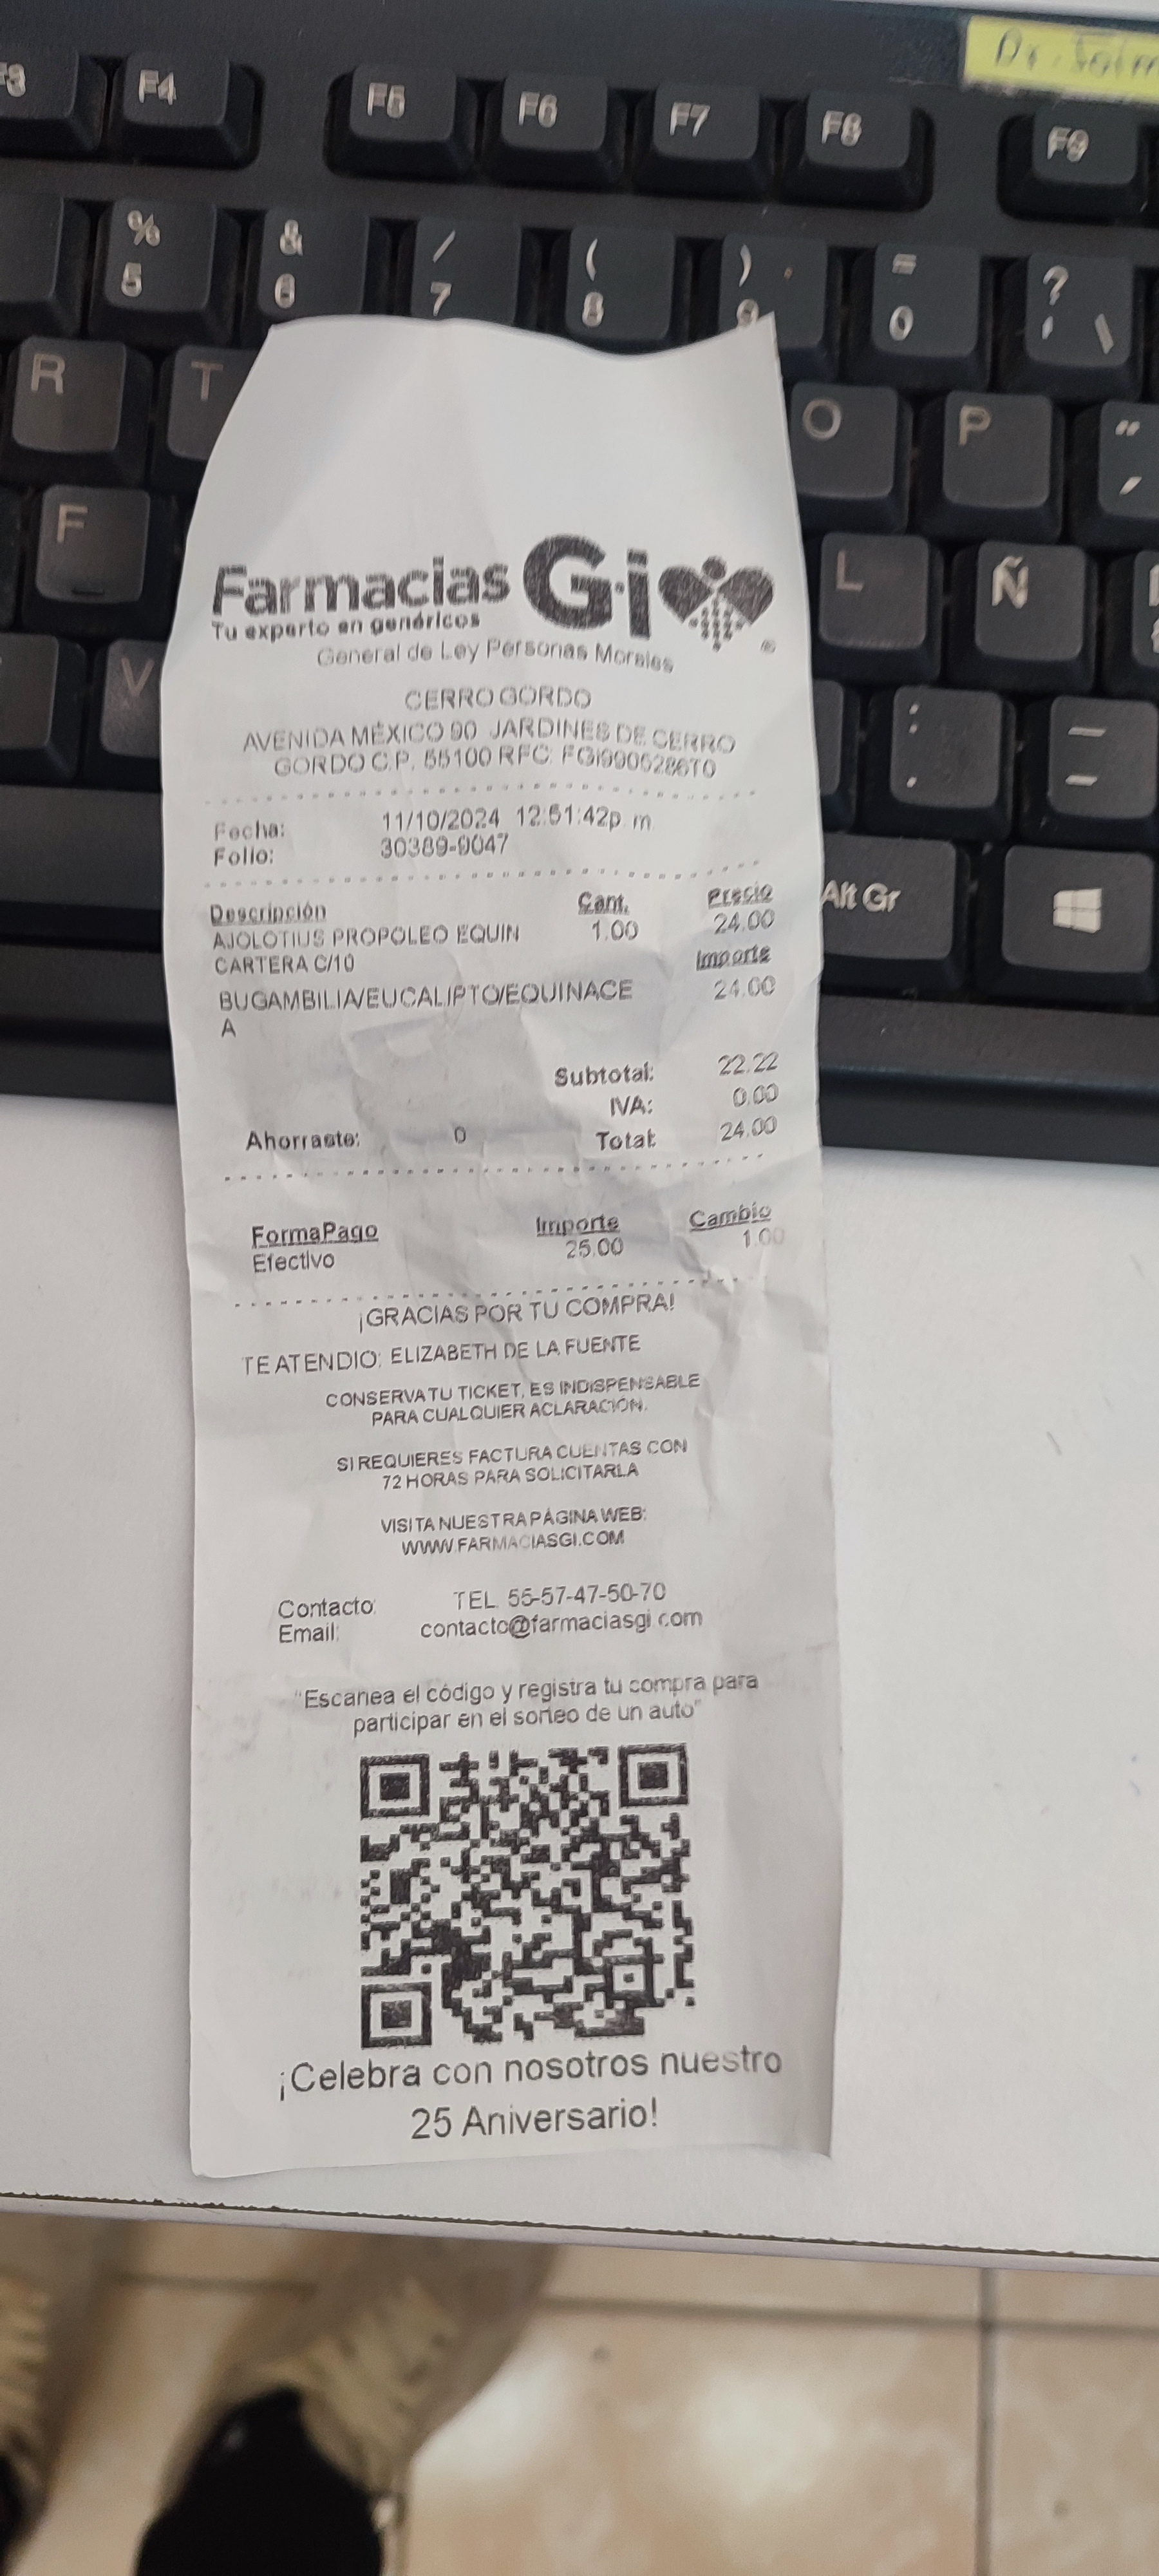 F3 F4 F5 F6 F7 F8 F9
% & / ( ) = ?
5 6 7 8 9 0 ' \
R T O P
F L Ñ
V
Alt Gr
Farmacias Gi
Tu experto en genéricos
General de Ley Personas Morales
CERRO GORDO
AVENIDA MÉXICO 90 JARDINES DE CERRO
GORDO C.P. 55100 RFC: FGI9905286T0
Fecha: 11/10/2024 12:51:42p. m.
Folio: 30389-9047
Descripción Cant. Precio
AJOLOTIUS PROPOLEO EQUIN 1.00 24.00
CARTERA C/10 Importe
BUGAMBILIA/EUCALIPTO/EQUINACE 24.00
A
Subtotal: 22.22
IVA: 0.00
Ahorraste: 0 Total: 24.00
FormaPago Importe Cambio
Efectivo 25.00 1.00
¡GRACIAS POR TU COMPRA!
TE ATENDIO: ELIZABETH DE LA FUENTE
CONSERVA TU TICKET, ES INDISPENSABLE
PARA CUALQUIER ACLARACIÓN.
SI REQUIERES FACTURA CUENTAS CON
72 HORAS PARA SOLICITARLA
VISITA NUESTRA PÁGINA WEB:
WWW.FARMACIASGI.COM
Contacto: TEL. 55-57-47-50-70
Email: contacto@farmaciasgi.com
"Escanea el código y registra tu compra para
participar en el sorteo de un auto"
¡Celebra con nosotros nuestro
25 Aniversario!